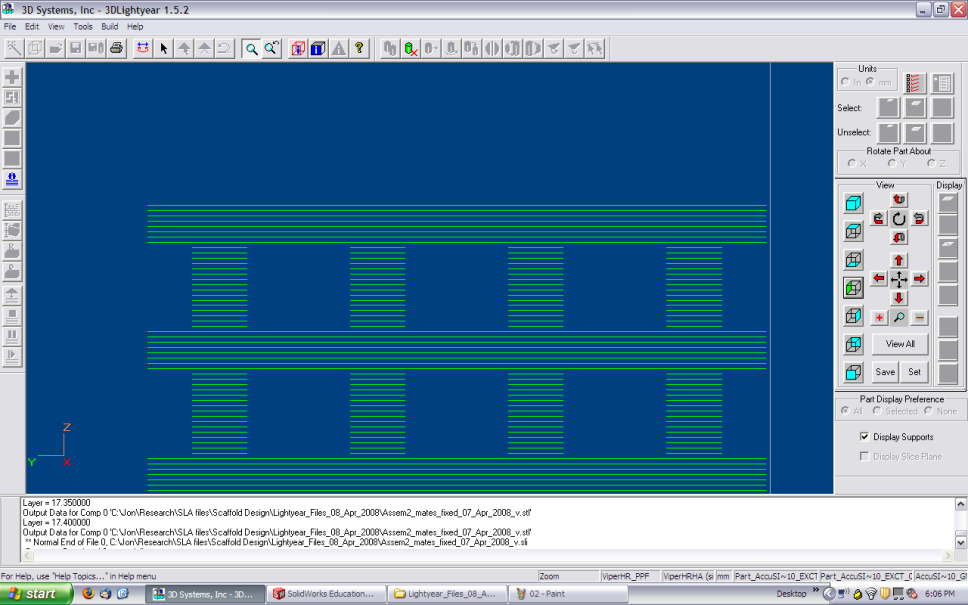 3D Systems, Inc - 3DLightyear 1.5.2
File Edit View Tools Build Help
Units
In mm
Select:
Unselect:
Rotate Part About
X Y Z
View Display
View All
Save Set
Part Display Preference
All Selected None
Display Supports
Display Slice Plane
Z
Y X
Layer = 17.350000
Output Data for Comp 0 'C:\Jon\Research\SLA files\Scaffold Design\Lightyear_Files_08_Apr_2008\Assem2_mates_fixed_07_Apr_2008_v.stl'
Layer = 17.400000
Output Data for Comp 0 'C:\Jon\Research\SLA files\Scaffold Design\Lightyear_Files_08_Apr_2008\Assem2_mates_fixed_07_Apr_2008_v.stl'
** Normal End of File 0, C:\Jon\Research\SLA files\Scaffold Design\Lightyear_Files_08_Apr_2008\Assem2_mates_fixed_07_Apr_2008_v.sli
For Help, use "Help Topics..." in Help menu Zoom ViperHR_PPF ViperHRHA (si mm Part_AccuSI~10_EXCT Part_AccuSI~10_EXCT_( AccuSI~10_G!
start 3D Systems, Inc - 3D... SolidWorks Education... Lightyear_Files_08_A... 02 - Paint Desktop 6:06 PM